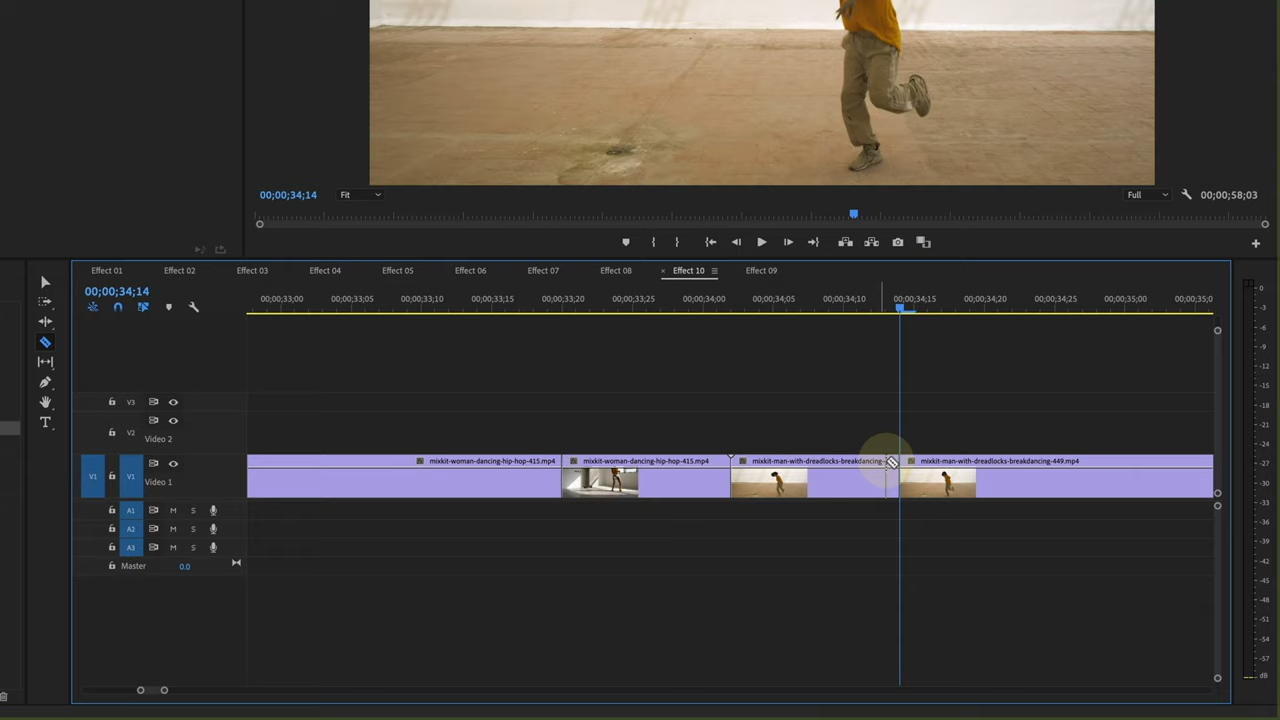 00;00;34;14
Fit
Full
00;00;58;03
Effect 01
Effect 02
Effect 03
Effect 04
Effect 05
Effect 06
Effect 07
Effect 08
× Effect 10
Effect 09
00;00;34;14
00;00;33;00
00;00;33;05
00;00;33;10
00;00;33;15
00;00;33;20
00;00;33;25
00;00;34;00
00;00;34;05
00;00;34;10
00;00;34;15
00;00;34;20
00;00;34;25
00;00;35;00
00;00;35;0
V3
V2
Video 2
V1
V1
Video 1
mixkit-woman-dancing-hip-hop-415.mp4
mixkit-woman-dancing-hip-hop-415.mp4
mixkit-man-with-dreadlocks-breakdancing-
mixkit-man-with-dreadlocks-breakdancing-449.mp4
A1
M
S
A2
M
S
A3
M
S
Master
0.0
T
0
-3
-6
-9
-12
-15
-18
-21
-24
-27
-30
-33
-36
-39
-42
-45
-48
-51
-54
-57
dB